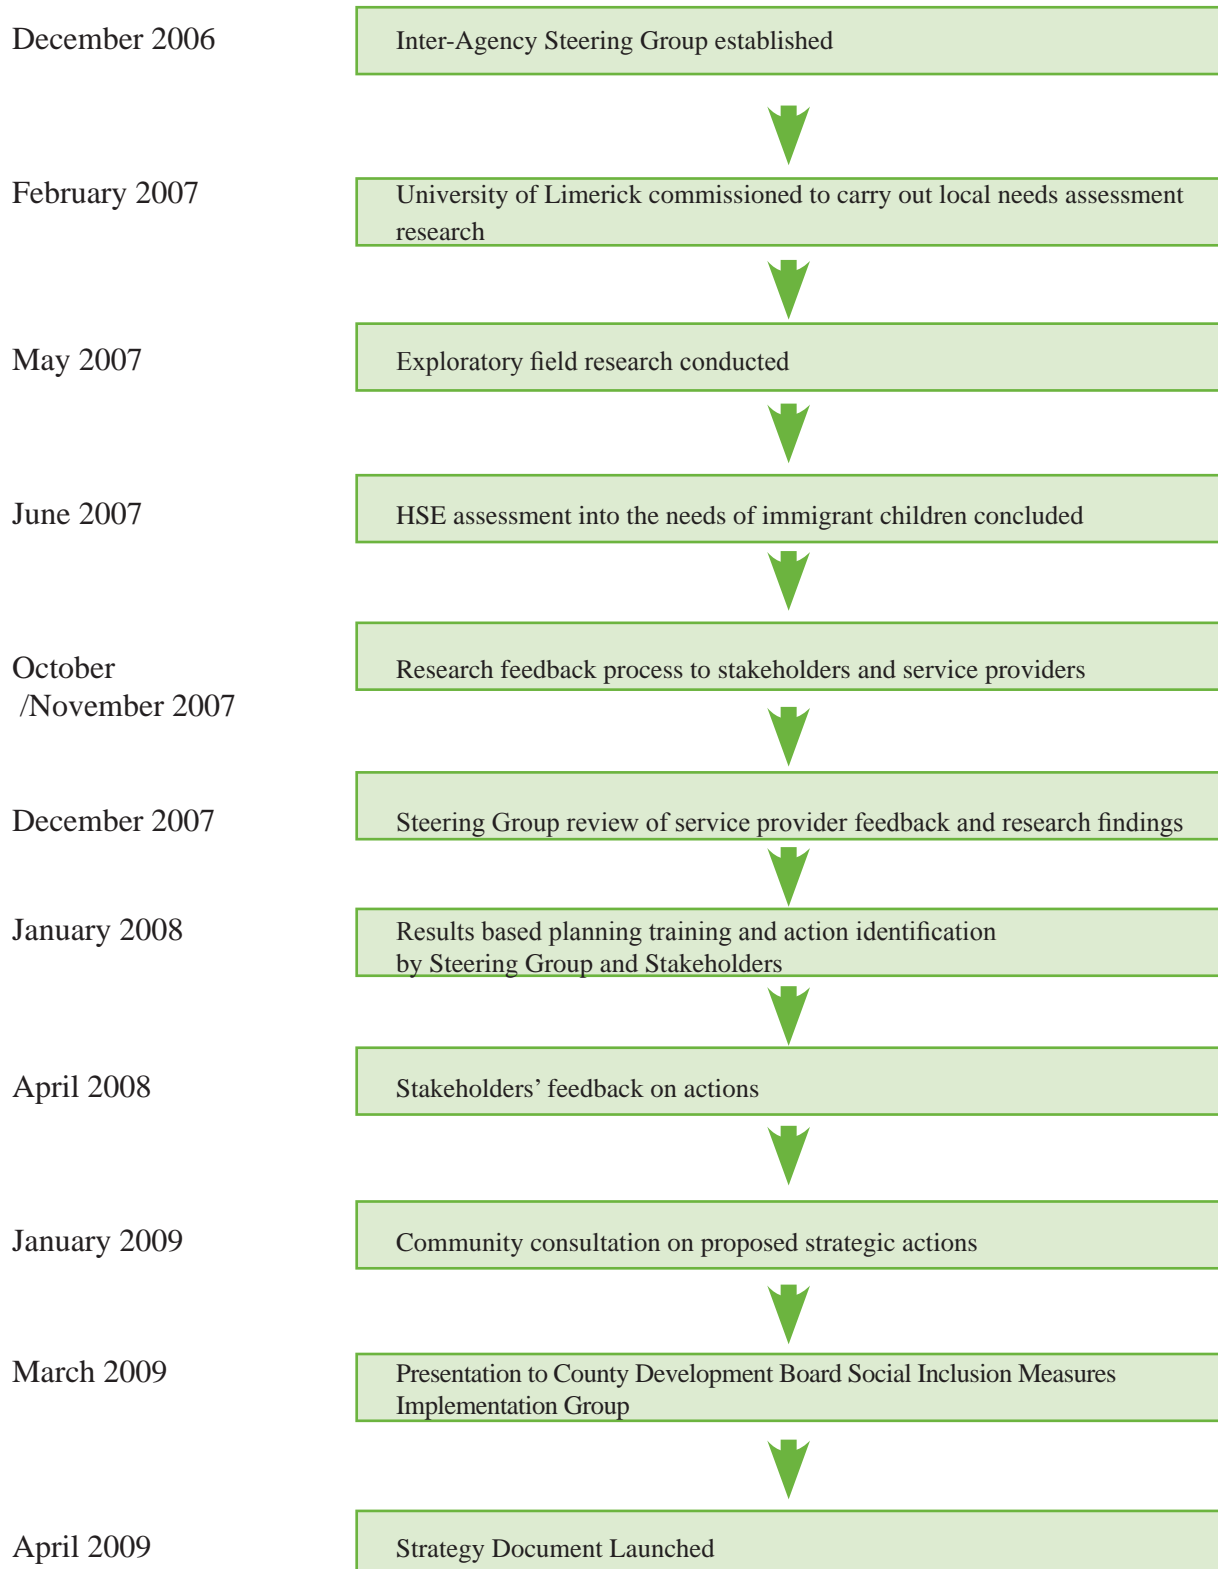 December 2006
Inter-Agency Steering Group established
February 2007
University of Limerick commissioned to carry out local needs assessment
research
May 2007
Exploratory field research conducted
June 2007
HSE assessment into the needs of immigrant children concluded
October
/November 2007
Research feedback process to stakeholders and service providers
December 2007
Steering Group review of service provider feedback and research findings
January 2008
Results based planning training and action identification
by Steering Group and Stakeholders
April 2008
Stakeholders' feedback on actions
January 2009
Community consultation on proposed strategic actions
March 2009
Presentation to County Development Board Social Inclusion Measures
Implementation Group
April 2009
Strategy Document Launched